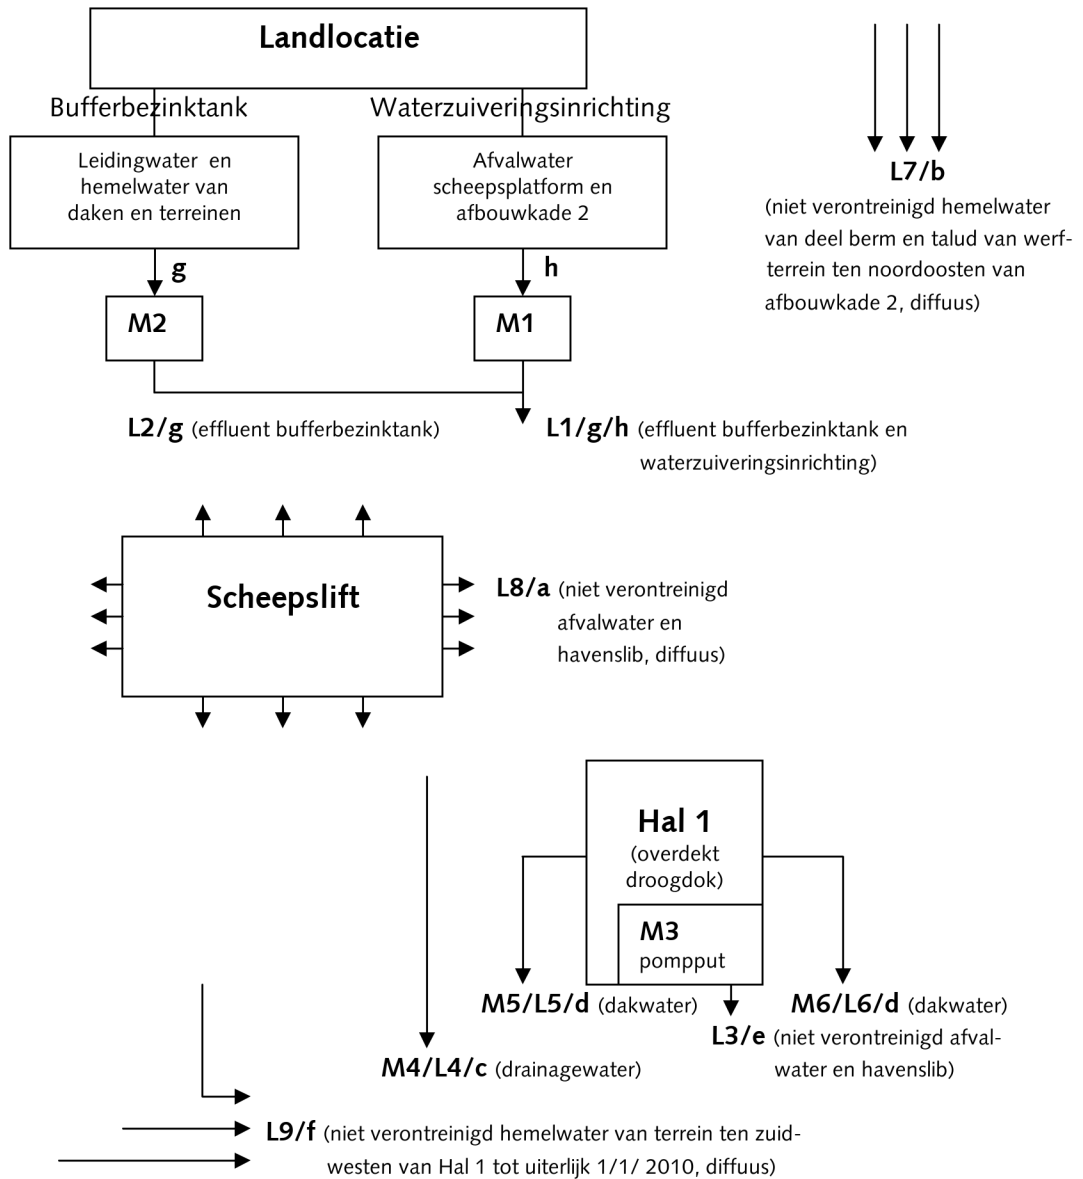 Landlocatie
Bufferbezinktank
Waterzuiveringsinrichting
Leidingwater en
hemelwater van
daken en terreinen
Afvalwater
scheepsplatform en
afbouwkade 2
L7/b
(niet verontreinigd hemelwater
van deel berm en talud van werf-
terrein ten noordoosten van
afbouwkade 2, diffuus)
g
h
M2
M1
L2/g (effluent bufferbezinktank)
L1/g/h (effluent bufferbezinktank en
waterzuiveringsinrichting)
Scheepslift
L8/a (niet verontreinigd
afvalwater en
havenslib, diffuus)
Hal 1
(overdekt
droogdok)
M3
pompput
M5/L5/d (dakwater)
M6/L6/d (dakwater)
L3/e (niet verontreinigd afval-
water en havenslib)
M4/L4/c (drainagewater)
L9/f (niet verontreinigd hemelwater van terrein ten zuid-
westen van Hal 1 tot uiterlijk 1/1/ 2010, diffuus)